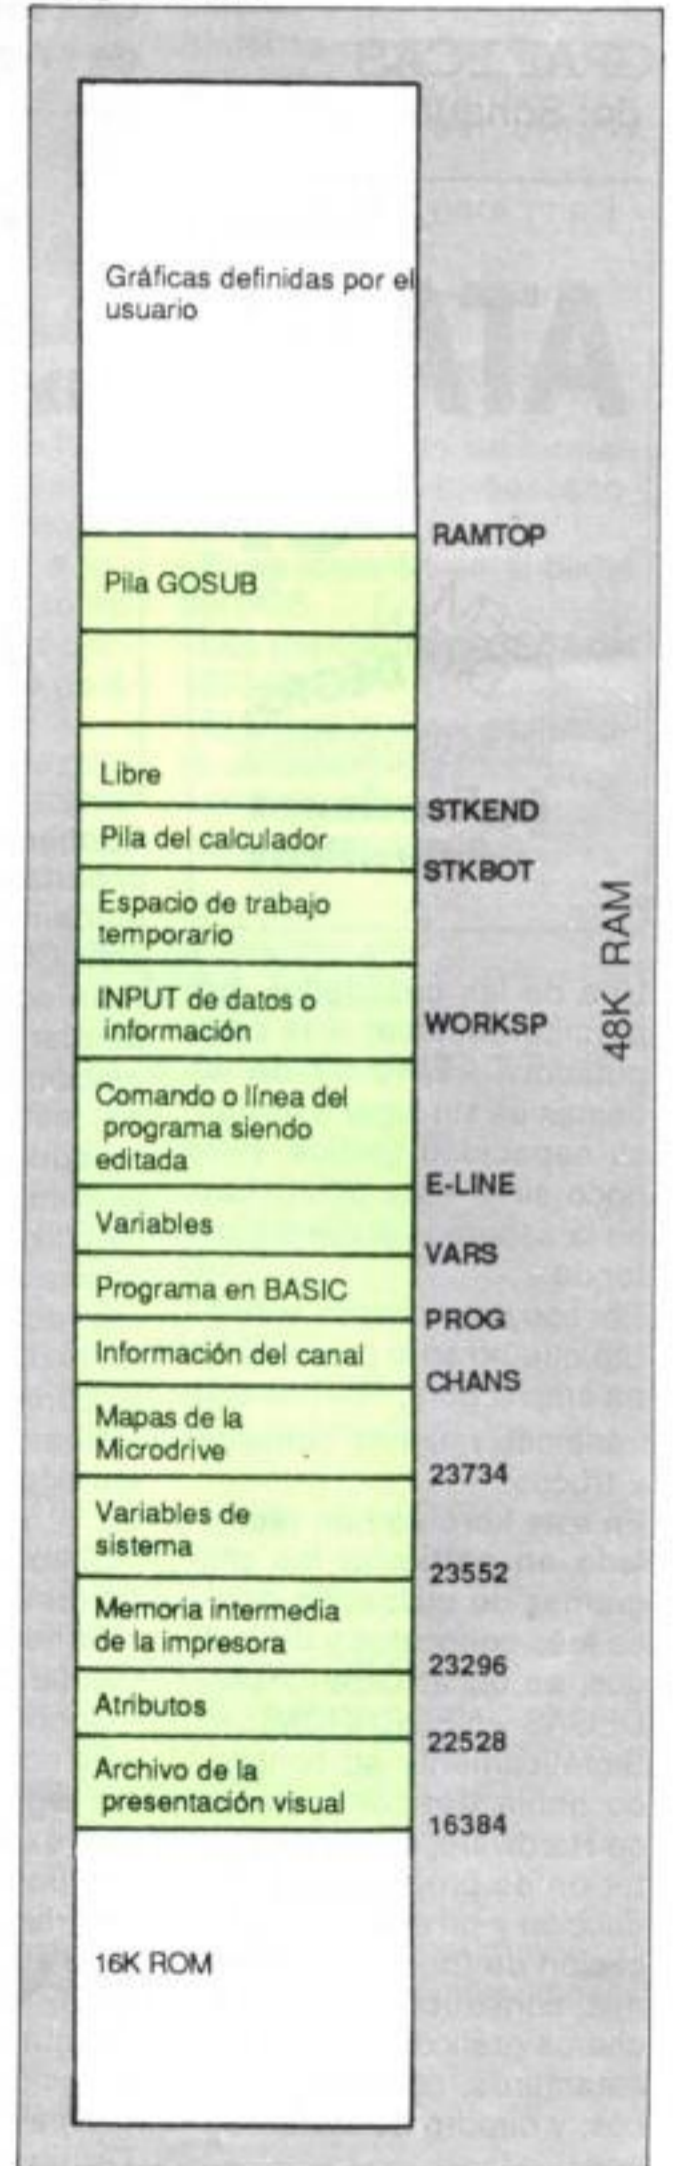 Gráficas definidas por el
usuario
RAMTOP
Pila GOSUB
Libre
STKEND
Pila del calculador
STKBOT
Espacio de trabajo
temporario
INPUT de datos o
información
WORKSP
Comando o línea del
programa siendo
editada
E-LINE
Variables
VARS
Programa en BASIC
PROG
Información del canal
CHANS
Mapas de la
Microdrive
23734
Variables de
sistema
23552
Memoria intermedia
de la impresora
23296
Atributos
22528
Archivo de la
presentación visual
16384
16K ROM
48K RAM